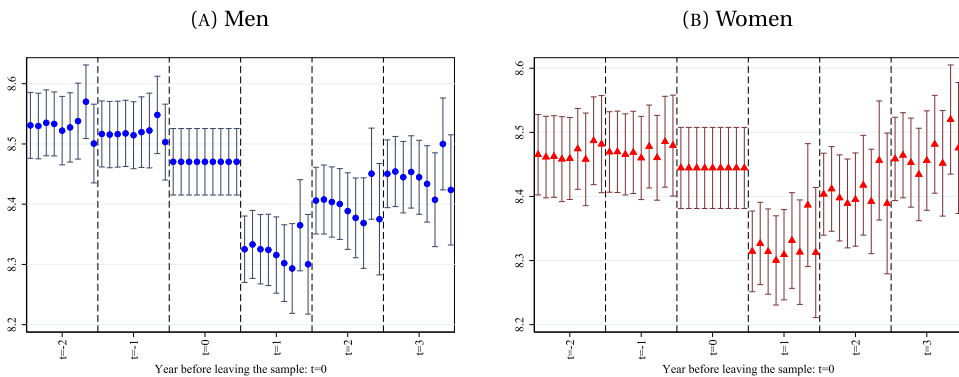 (A) Men
8.6
8.5
8.4
8.3
8.2
t=-2
t=-1
t=0
t=1
t=2
t=3
Year before leaving the sample: t=0
(B) Women
8.6
8.5
8.4
8.3
8.2
t=-2
t=-1
t=0
t=1
t=2
t=3
Year before leaving the sample: t=0